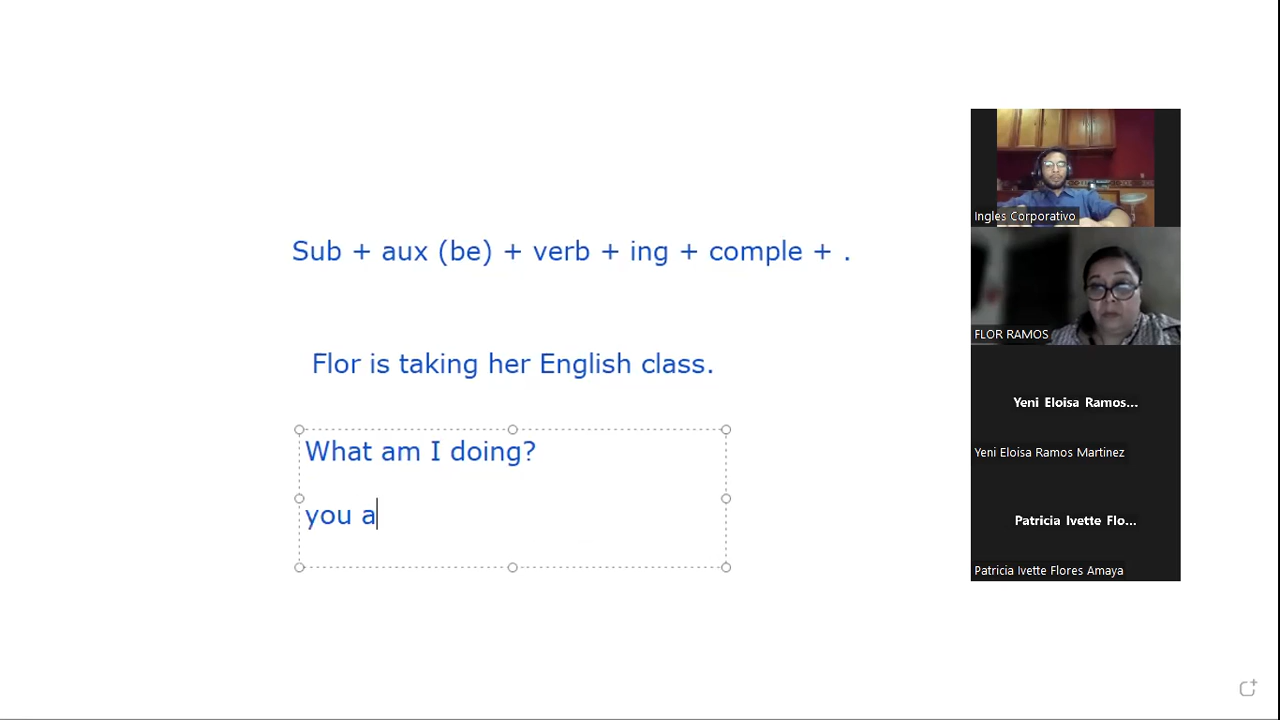 Sub + aux (be) + verb + ing + comple + .
Flor is taking her English class.
What am I doing?
you a
Ingles Corporativo
FLOR RAMOS
Yeni Eloisa Ramos...
Yeni Eloisa Ramos Martinez
Patricia Ivette Flo...
Patricia Ivette Flores Amaya